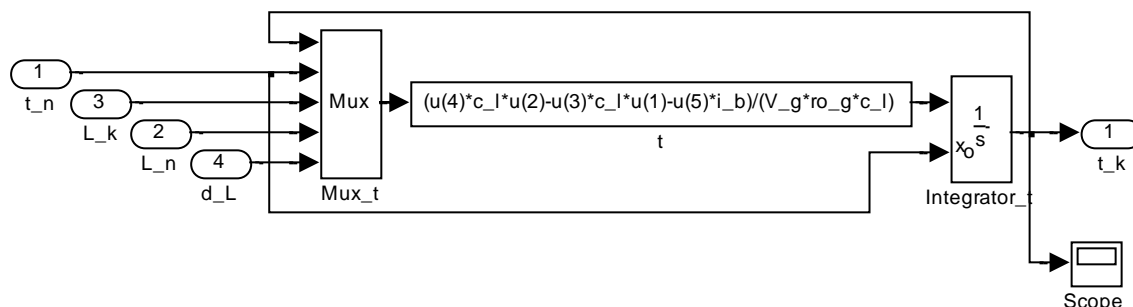 1
t_n
3
L_k
2
L_n
4
d_L
Mux
Mux_t
(u(4)*c_l*u(2)-u(3)*c_l*u(1)-u(5)*i_b)/(V_g*ro_g*c_l)
t
1
s
xo
Integrator_t
1
t_k
Scope